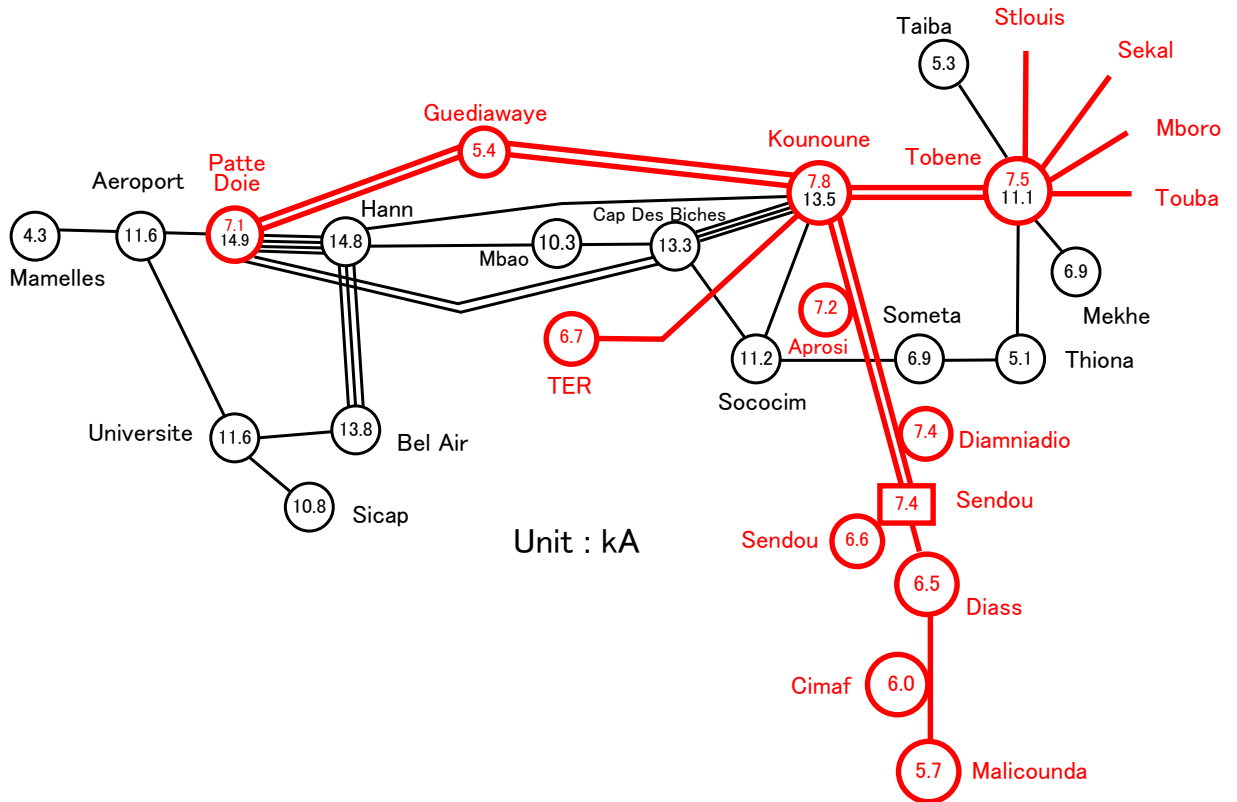 Stlouis
Taiba
Sekal
5.3
Guediawaye
Mboro
5.4
Kounoune
Tobene
Patte
Doie
Aeroport
7.8
13.5
7.5
11.1
Touba
Hann
Cap Des Biches
7.1
14.9
4.3
11.6
14.8
10.3
13.3
Mbao
Mamelles
6.9
Mekhe
7.2
Someta
6.7
Aprosi
11.2
6.9
5.1
Thiona
TER
Sococim
Universite
11.6
13.8
Bel Air
7.4
Diamniadio
10.8
Sicap
7.4
Sendou
Unit : kA
Sendou
6.6
6.5
Diass
Cimaf
6.0
5.7
Malicounda